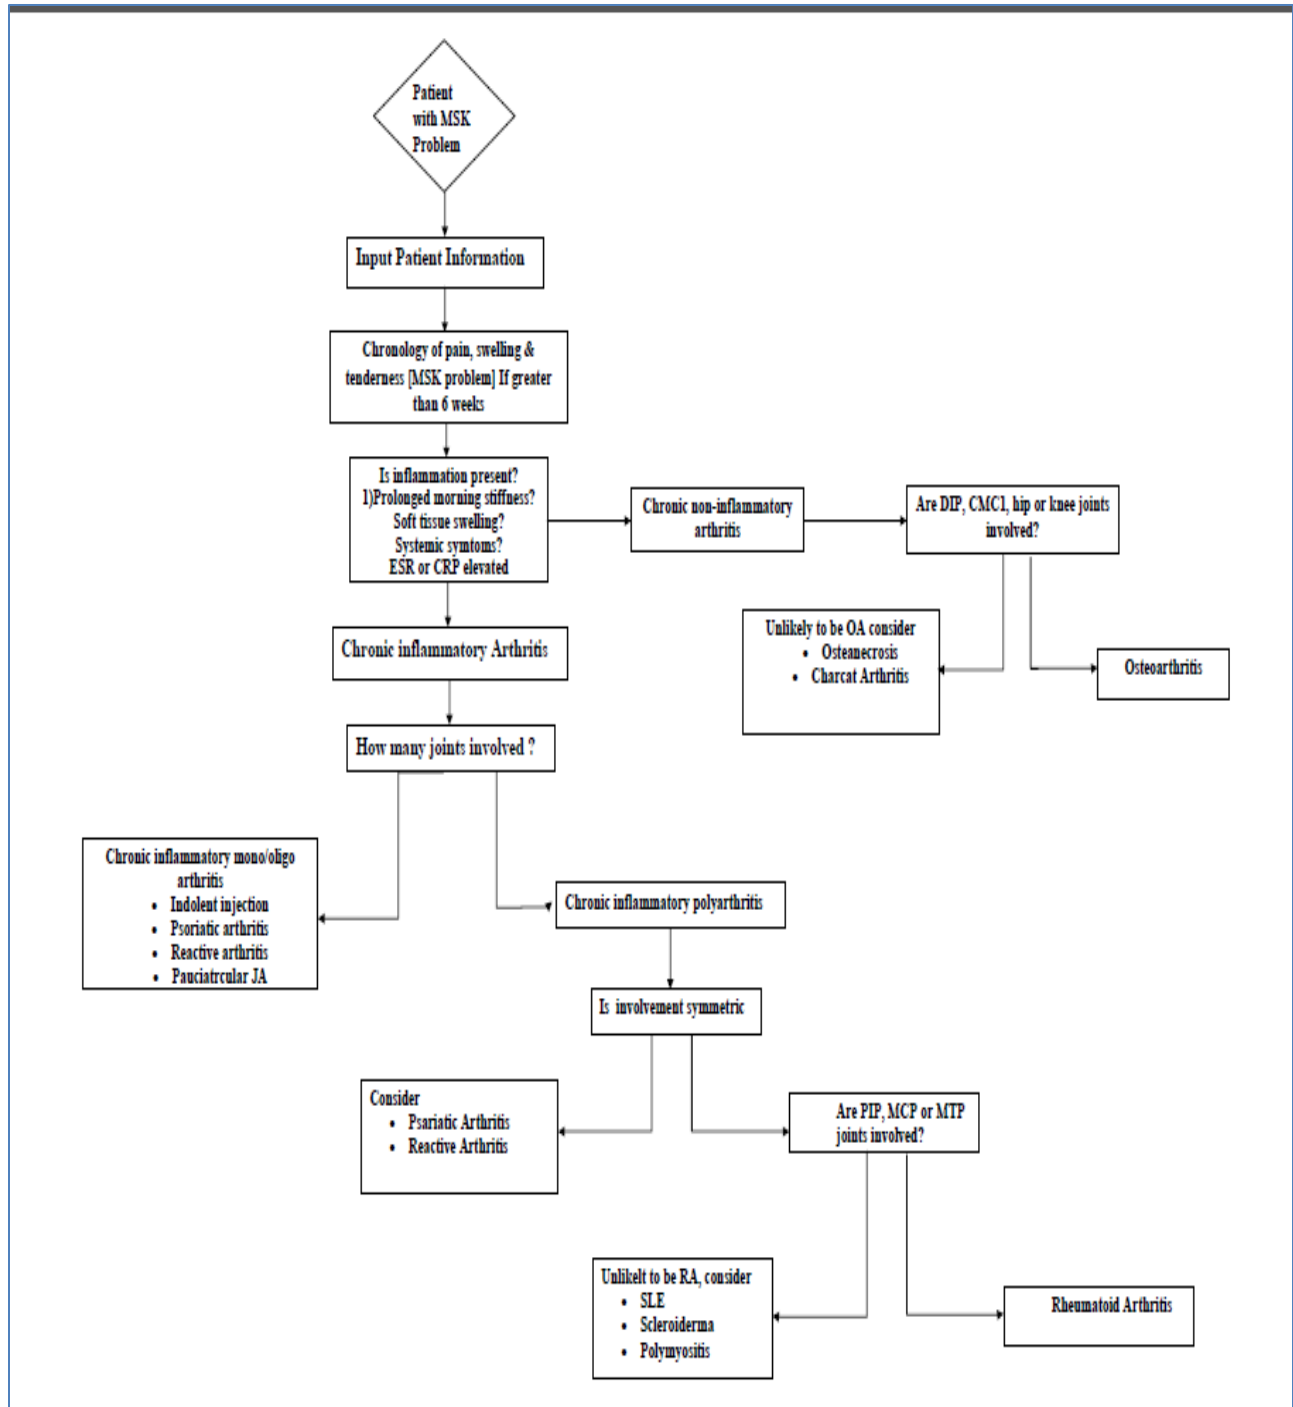 Patient
with MSK
Problem
Input Patient Information
Chronology of pain, swelling &
tenderness [MSK problem] If greater
than 6 weeks
Is inflammation present?
1)Prolonged morning stiffness?
Soft tissue swelling?
Systemic symtoms?
ESR or CRP elevated
Chronic non-inflammatory
arthritis
Are DIP, CMC1, hip or knee joints
involved?
Unlikely to be OA consider
• Osteanecrosis
• Charcat Arthritis
Osteoarthritis
Chronic inflammatory Arthritis
How many joints involved ?
Chronic inflammatory mono/oligo
arthritis
• Indolent injection
• Psoriatic arthritis
• Reactive arthritis
• Pauciatrcular JA
Chronic inflammatory polyarthritis
Is involvement symmetric
Consider
• Psariatic Arthritis
• Reactive Arthritis
Are PIP, MCP or MTP
joints involved?
Unlikelt to be RA, consider
• SLE
• Scleroiderma
• Polymyositis
Rheumatoid Arthritis